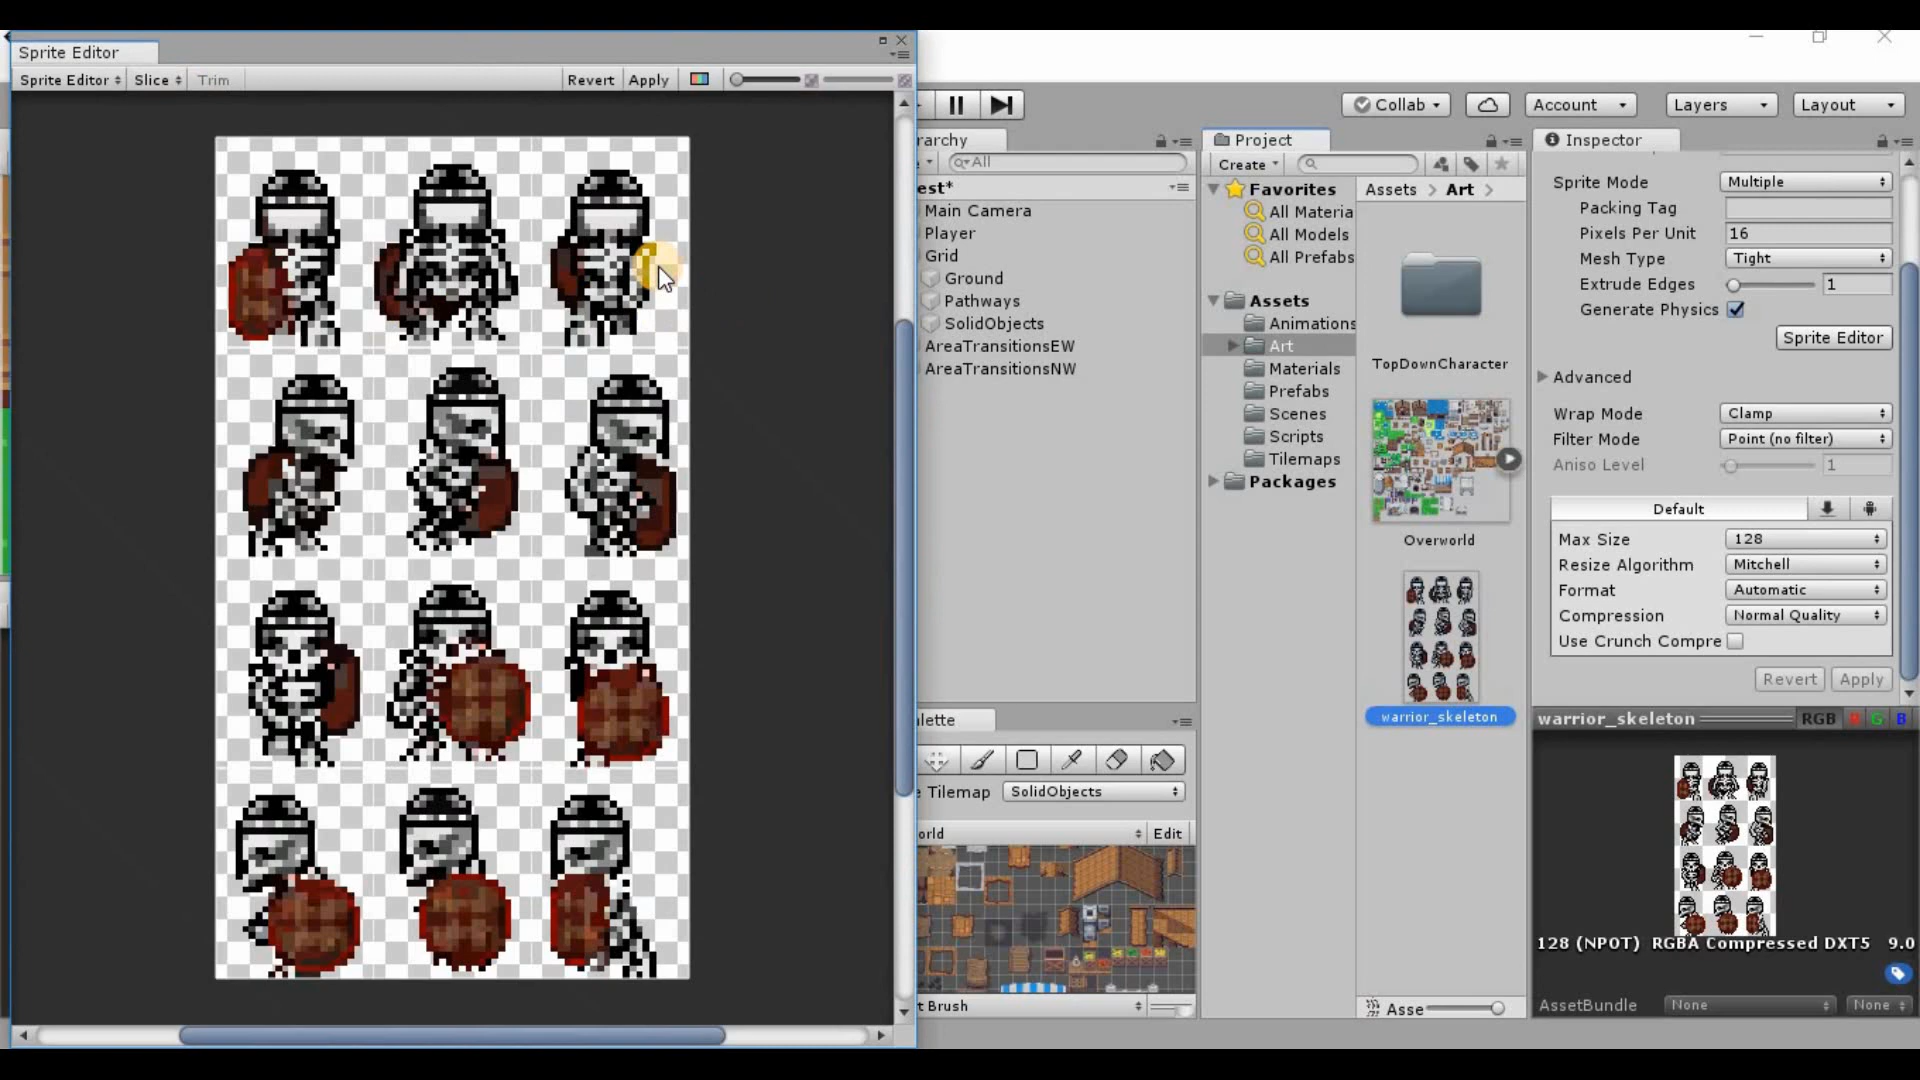 Sprite Editor
Sprite Editor Slice Trim Revert Apply
Collab Account Layers Layout
rarchy
All
est*
Main Camera
Player
Grid
Ground
Pathways
SolidObjects
AreaTransitionsEW
AreaTransitionsNW
lette
e Tilemap SolidObjects
orld Edit
t Brush
Project
Create
Favorites
All Materia
All Models
All Prefabs
Assets
Animations
Art
Materials
Prefabs
Scenes
Scripts
Tilemaps
Packages
Assets > Art >
TopDownCharacter
Overworld
warrior_skeleton
Asse
Inspector
Sprite Mode Multiple
Packing Tag
Pixels Per Unit 16
Mesh Type Tight
Extrude Edges 1
Generate Physics
Sprite Editor
Advanced
Wrap Mode Clamp
Filter Mode Point (no filter)
Aniso Level 1
Default
Max Size 128
Resize Algorithm Mitchell
Format Automatic
Compression Normal Quality
Use Crunch Compre
Revert Apply
warrior_skeleton RGB R G B
128 (NPOT) RGBA Compressed DXT5 9.0
AssetBundle None None